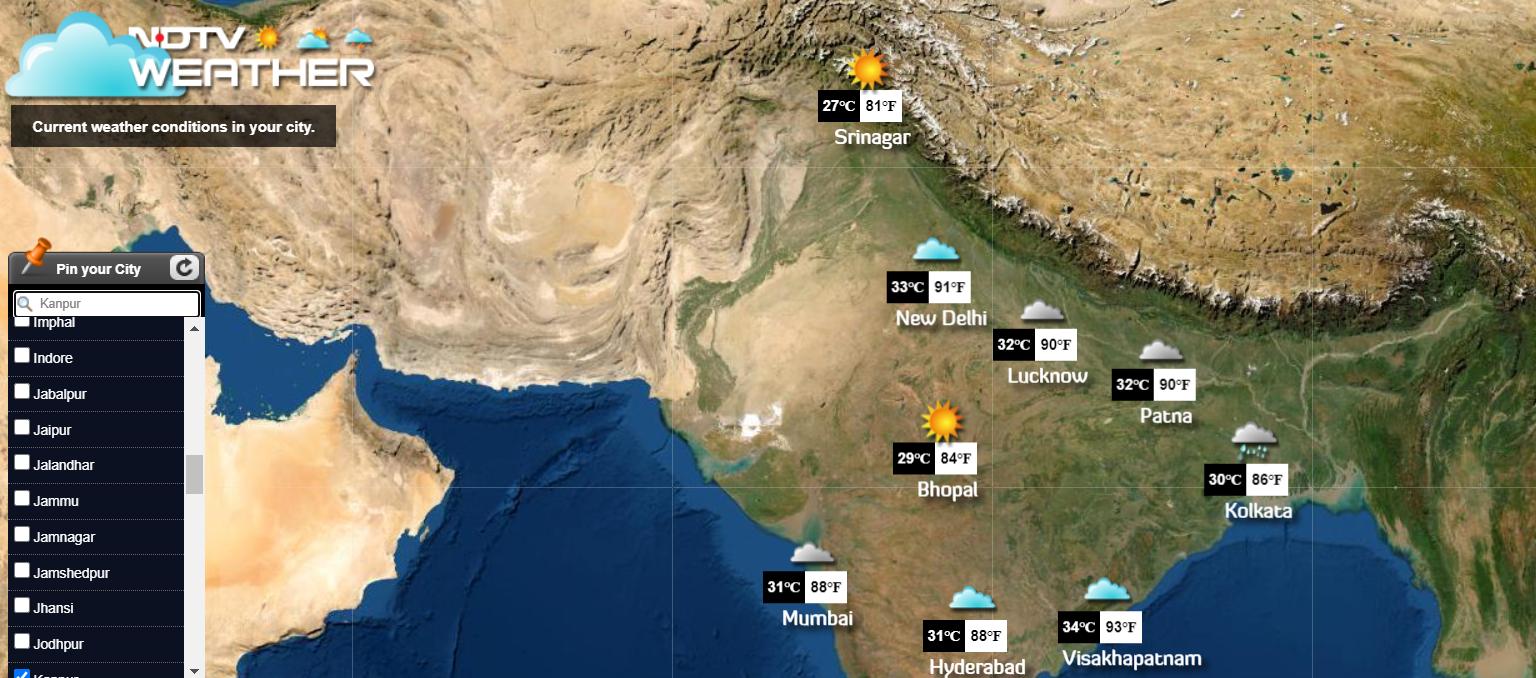 NDTV
WEATHER
Current weather conditions in your city.
Pin your City
Kanpur
Imphal
Indore
Jabalpur
Jaipur
Jalandhar
Jammu
Jamnagar
Jamshedpur
Jhansi
Jodhpur
Kanpur
27°C 81°F
Srinagar
33°C 91°F
New Delhi
32°C 90°F
Lucknow
32°C 90°F
Patna
29°C 84°F
Bhopal
30°C 86°F
Kolkata
31°C 88°F
Mumbai
31°C 88°F
Hyderabad
34°C 93°F
Visakhapatnam